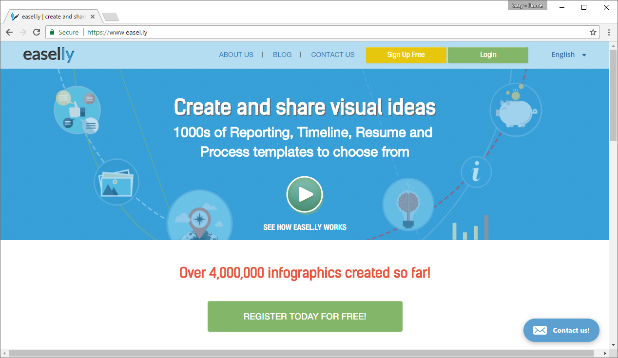 easel.ly | create and share
Secure | https://www.easel.ly
easelly
ABOUT US | BLOG | CONTACT US
Sign Up Free
Login
English
Create and share visual ideas
1000s of Reporting, Timeline, Resume and
Process templates to choose from
i
SEE HOW EASEL.LY WORKS
Over 4,000,000 infographics created so far!
REGISTER TODAY FOR FREE!
Contact us!